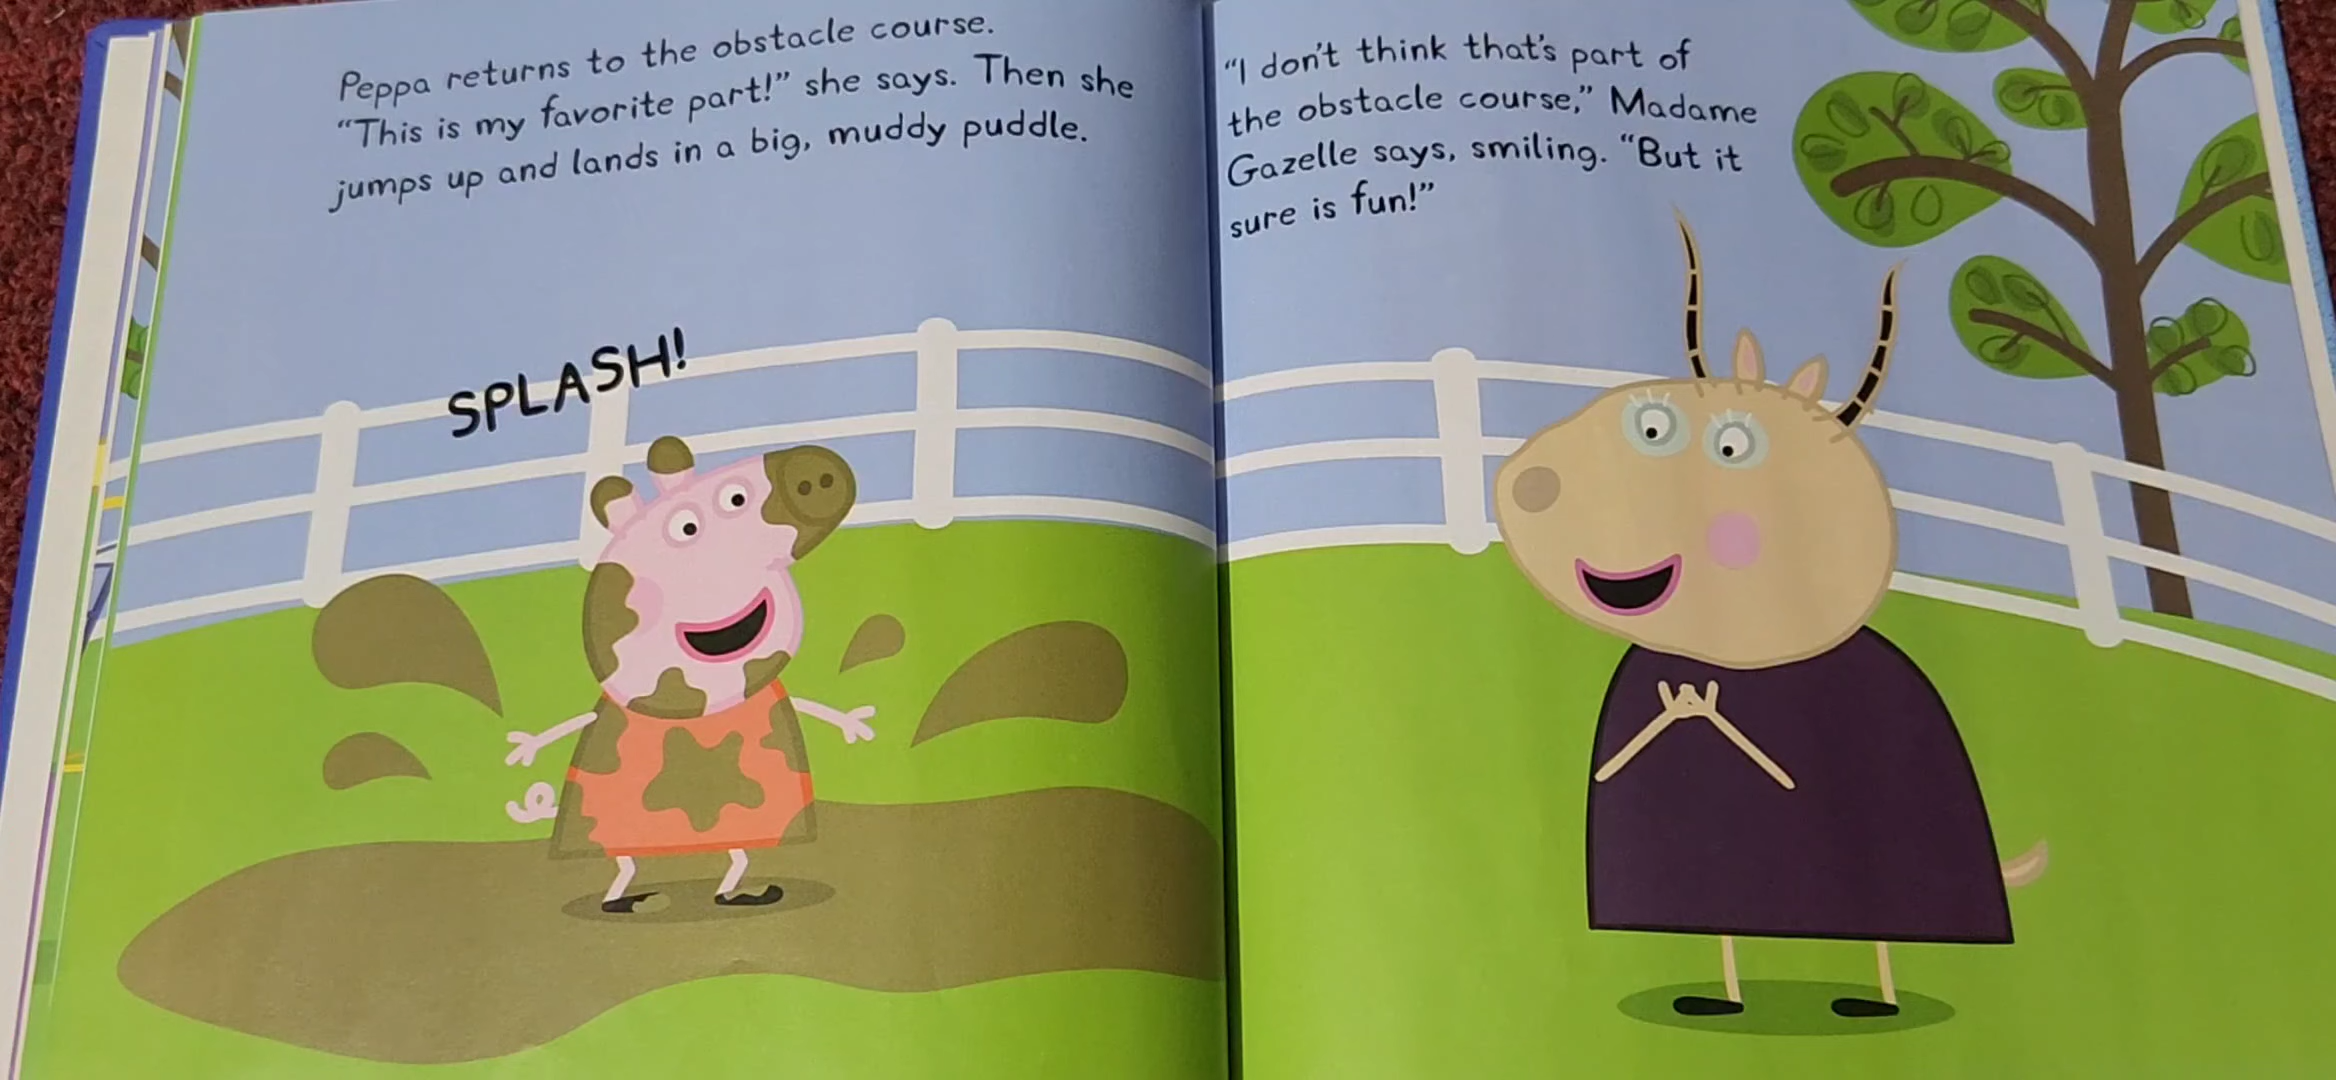 Peppa returns to the obstacle course.
“This is my favorite part!” she says. Then she
jumps up and lands in a big, muddy puddle.
SPLASH!
“I don’t think that’s part of
the obstacle course,” Madame
Gazelle says, smiling. “But it
sure is fun!”